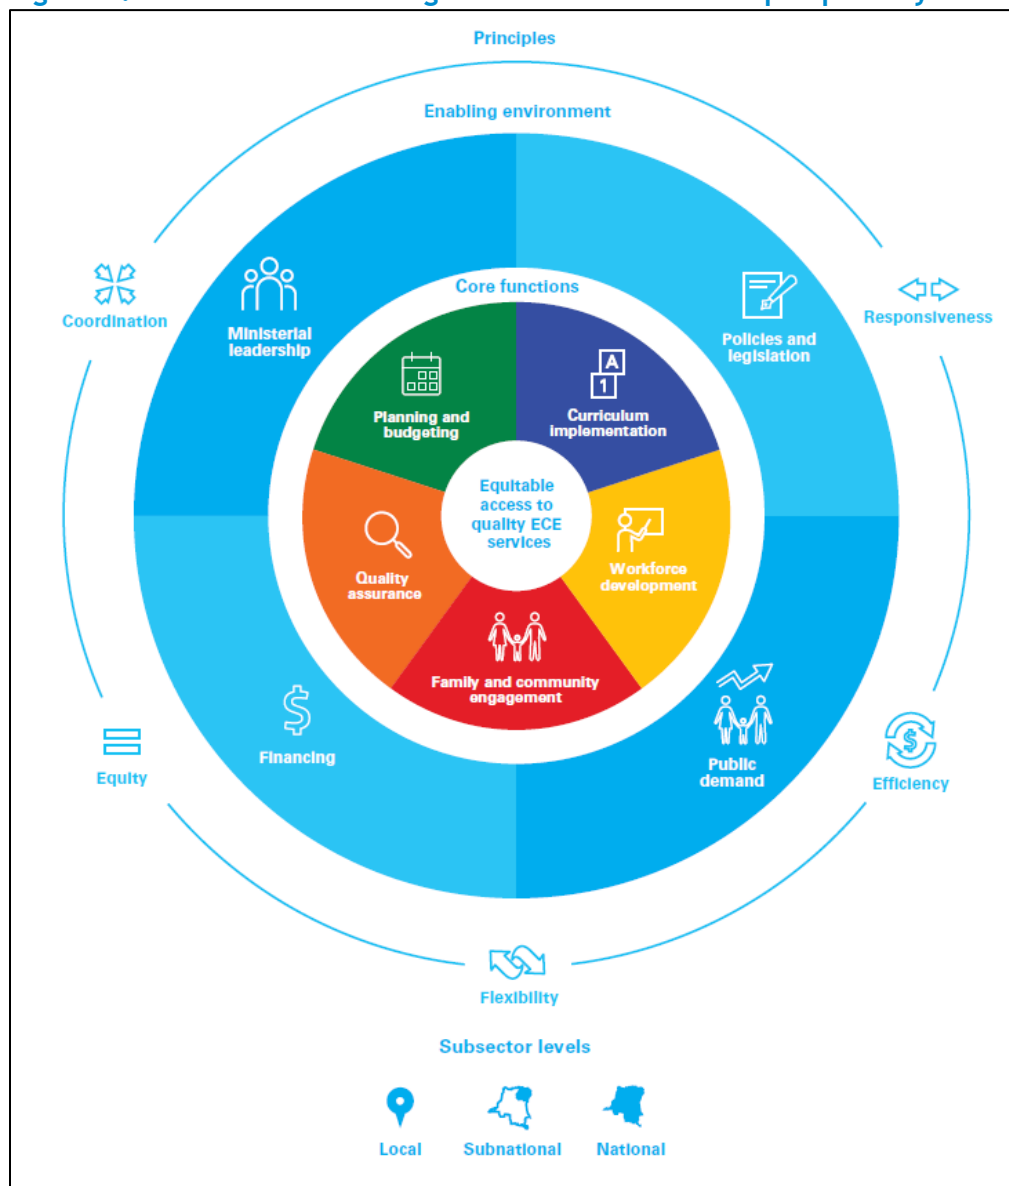 Principles
Enabling environment
Coordination
Responsiveness
Ministerial
leadership
Policies and
legislation
Core functions
Planning and
budgeting
A
1
Curriculum
implementation
Equitable
access to
quality ECE
services
Quality
assurance
Workforce
development
Family and community
engagement
$
Financing
Public
demand
Equity
$
Efficiency
Flexibility
Subsector levels
Local
Subnational
National